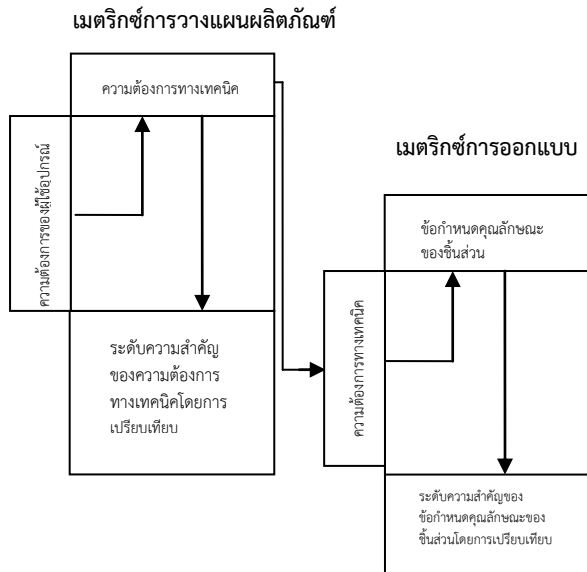 เมตริกซ์การวางแผนผลิตภัณฑ์
ความต้องการทางเทคนิค
ความต้องการของผู้ใช้อุปกรณ์
ระดับความสำคัญ
ของความต้องการ
ทางเทคนิคโดยการ
เปรียบเทียบ
เมตริกซ์การออกแบบ
ข้อกำหนดคุณลักษณะ
ของชิ้นส่วน
ความต้องการทางเทคนิค
ระดับความสำคัญของ
ข้อกำหนดคุณลักษณะของ
ชิ้นส่วนโดยการเปรียบเทียบ